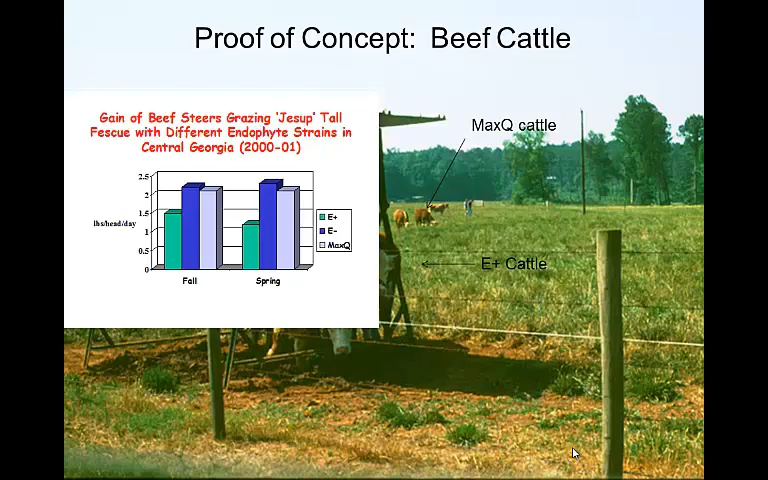 Proof of Concept:  Beef Cattle
Gain of Beef Steers Grazing 'Jesup' Tall
Fescue with Different Endophyte Strains in
Central Georgia (2000-01)
2.5
2
1.5
1
0.5
0
lbs/head/day
Fall
Spring
E+
E-
MaxQ
MaxQ cattle
E+ Cattle